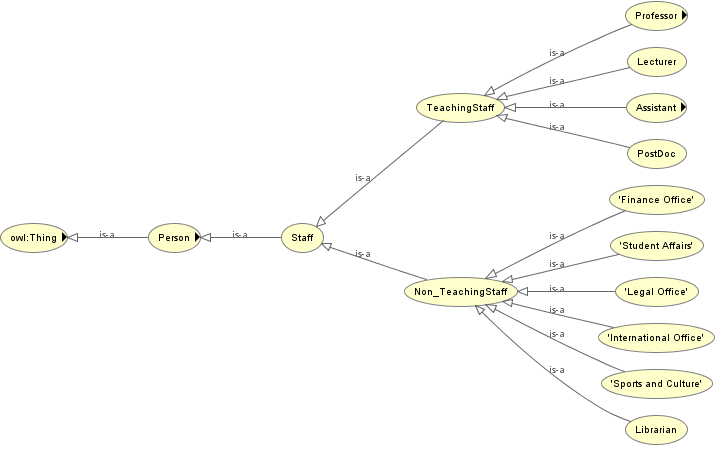 Professor
is-a
Lecturer
is-a
TeachingStaff
is-a
Assistant
is-a
PostDoc
is-a
'Finance Office'
owl:Thing
is-a
Person
is-a
Staff
is-a
is-a
'Student Affairs'
is-a
Non_TeachingStaff
is-a
'Legal Office'
is-a
'International Office'
is-a
'Sports and Culture'
is-a
Librarian